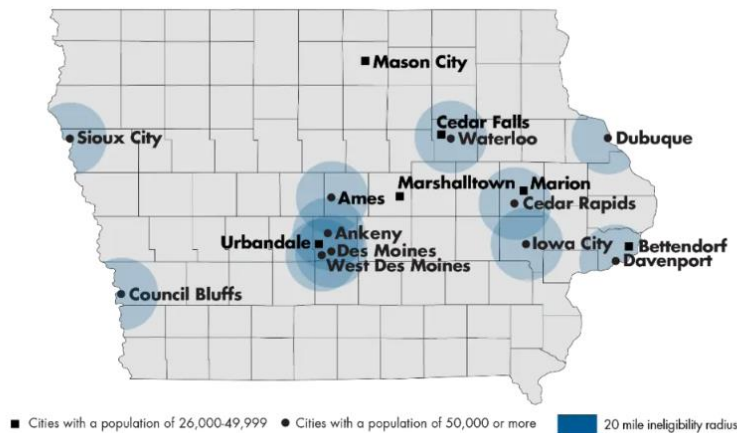 Mason City
Cedar Falls
Waterloo
Sioux City
Dubuque
Ames
Marshalltown
Marion
Cedar Rapids
Ankeny
Urbandale
Des Moines
West Des Moines
Iowa City
Bettendorf
Davenport
Council Bluffs
Cities with a population of 26,000-49,999
Cities with a population of 50,000 or more
20 mile ineligibility radius